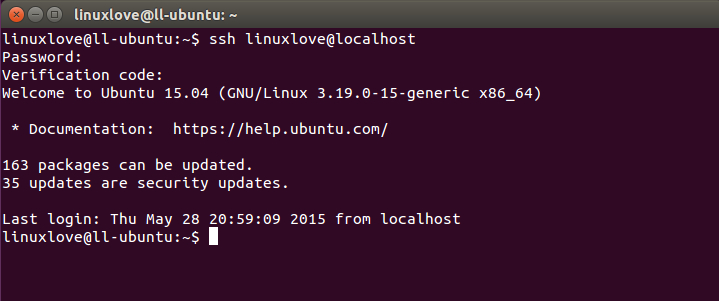 linuxlove@ll-ubuntu: ~
linuxlove@ll-ubuntu:~$ ssh linuxlove@localhost
Password:
Verification code:
Welcome to Ubuntu 15.04 (GNU/Linux 3.19.0-15-generic x86_64)
* Documentation:  https://help.ubuntu.com/
163 packages can be updated.
35 updates are security updates.
Last login: Thu May 28 20:59:09 2015 from localhost
linuxlove@ll-ubuntu:~$